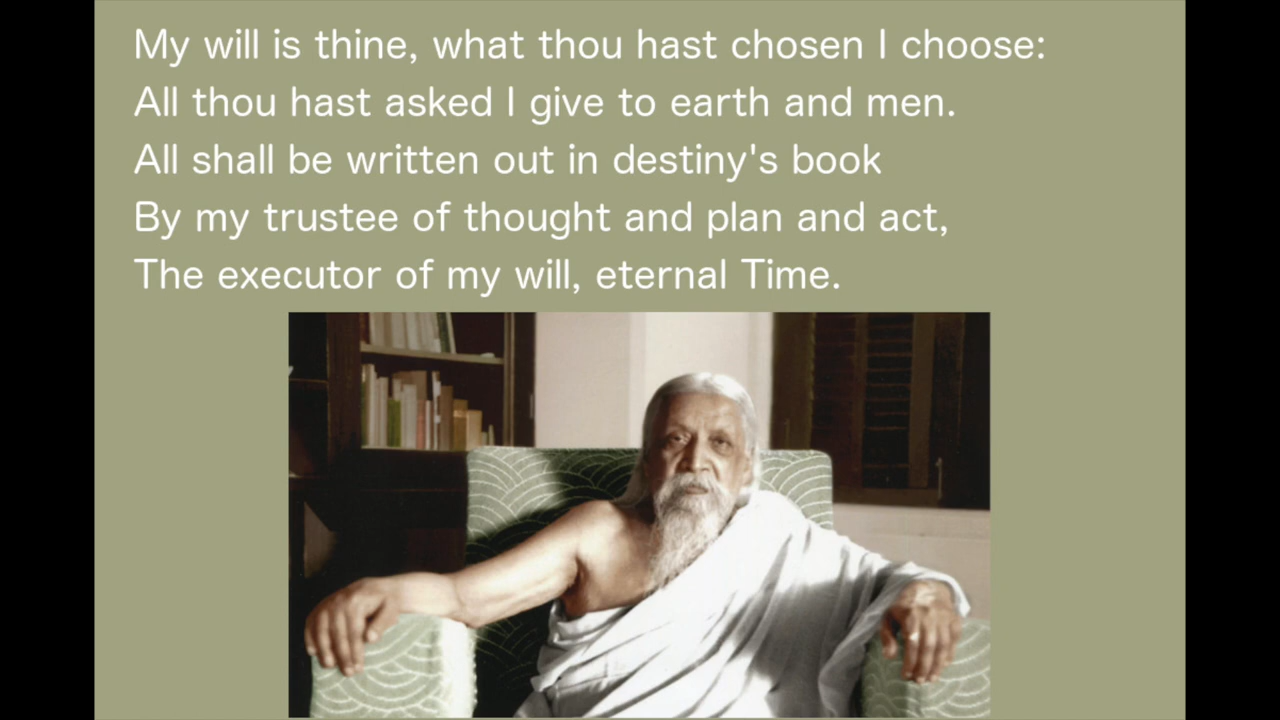 My will is thine, what thou hast chosen I choose:
All thou hast asked I give to earth and men.
All shall be written out in destiny's book
By my trustee of thought and plan and act,
The executor of my will, eternal Time.